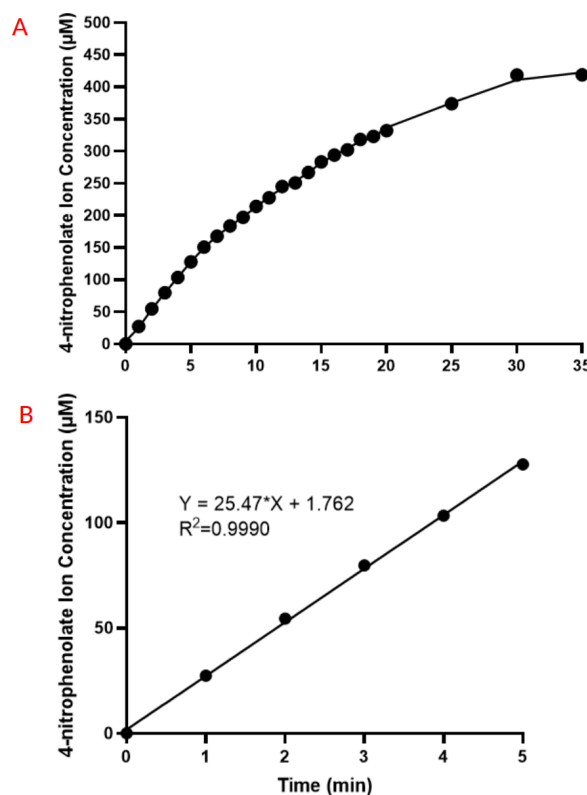 A
4-nitrophenolate Ion Concentration (µM)
500
450
400
350
300
250
200
150
100
50
0
0 5 10 15 20 25 30 35
B
4-nitrophenolate Ion Concentration (µM)
150
100
50
0
Y = 25.47*X + 1.762
R²=0.9990
0 1 2 3 4 5
Time (min)